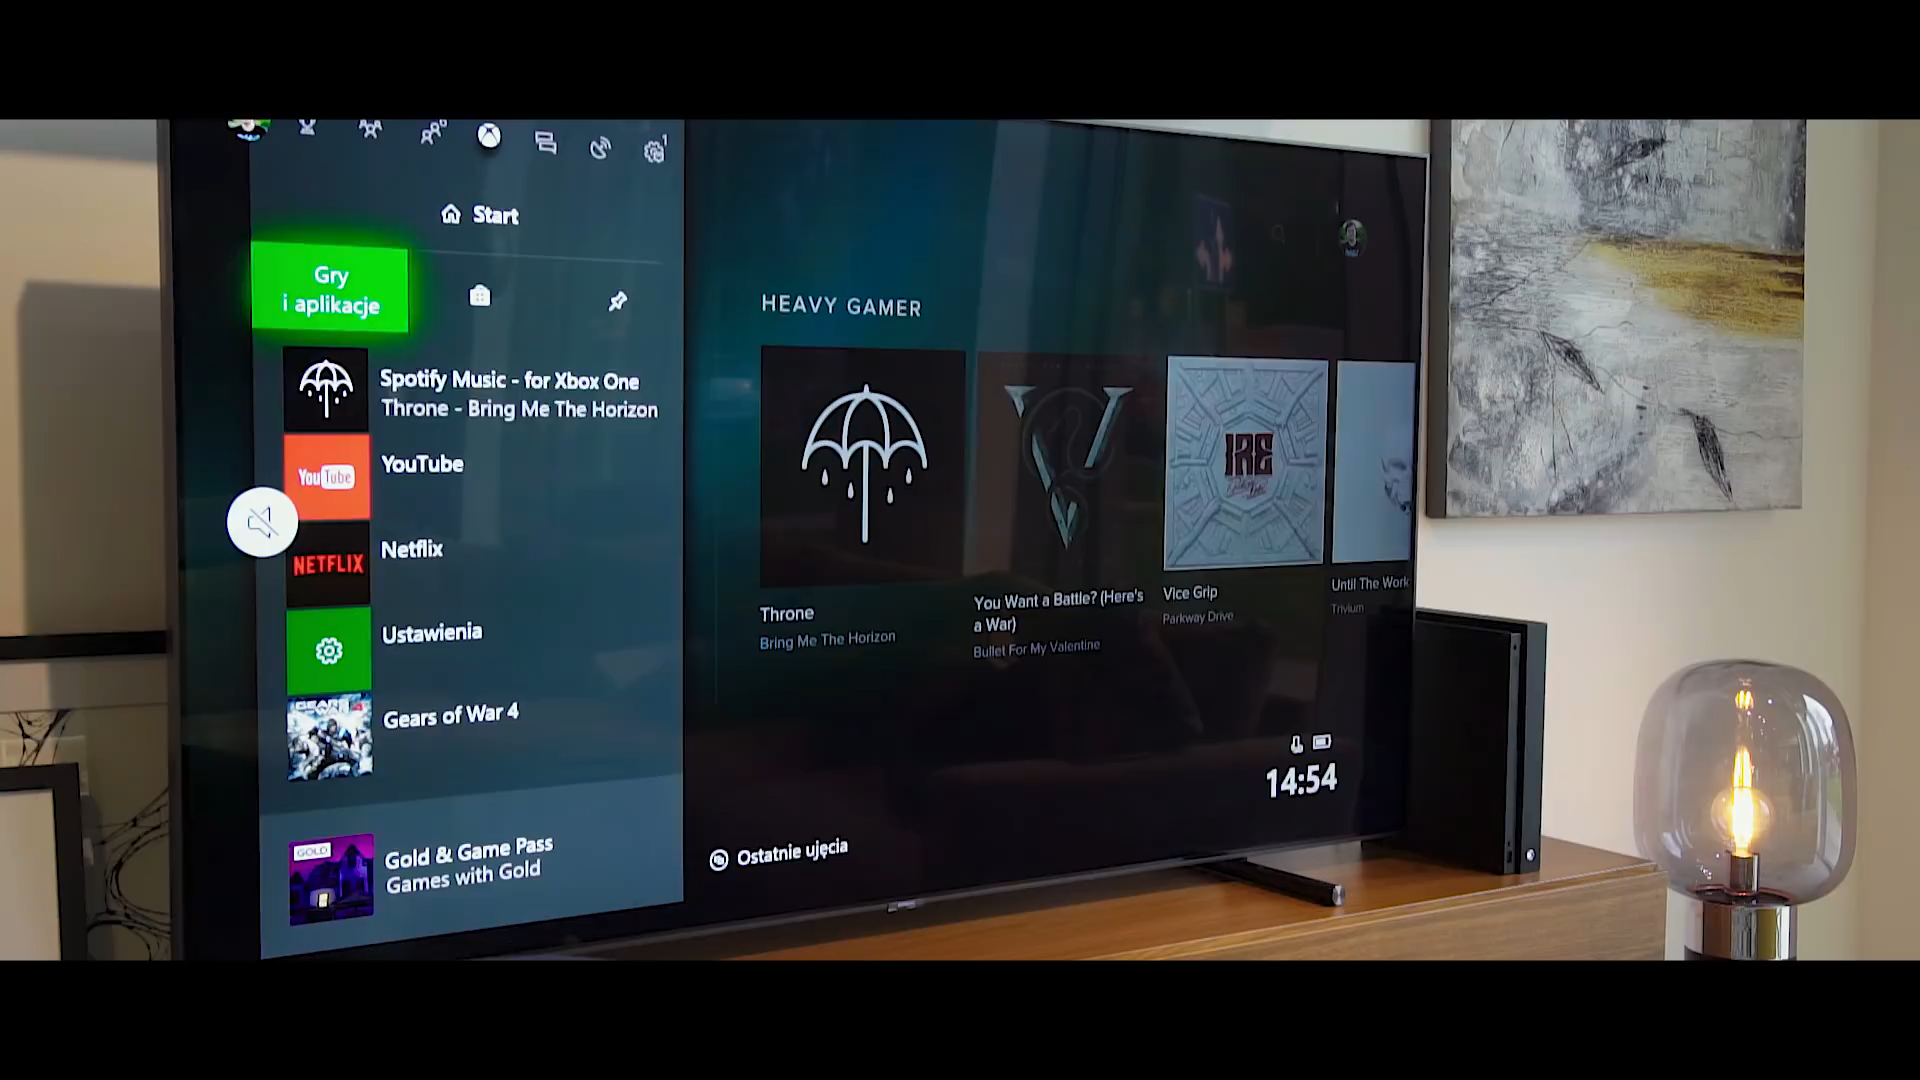 Start
Gry
i aplikacje
Spotify Music - for Xbox One
Throne - Bring Me The Horizon
YouTube
YouTube
NETFLIX
Netflix
Ustawienia
GEARS
4
Gears of War 4
GOLD
Gold & Game Pass
Games with Gold
HEAVY GAMER
Throne
Bring Me The Horizon
You Want a Battle? (Here's
a War)
Bullet For My Valentine
IRE
Vice Grip
Parkway Drive
Until The Work
Trivium
14:54
Ostatnie ujęcia